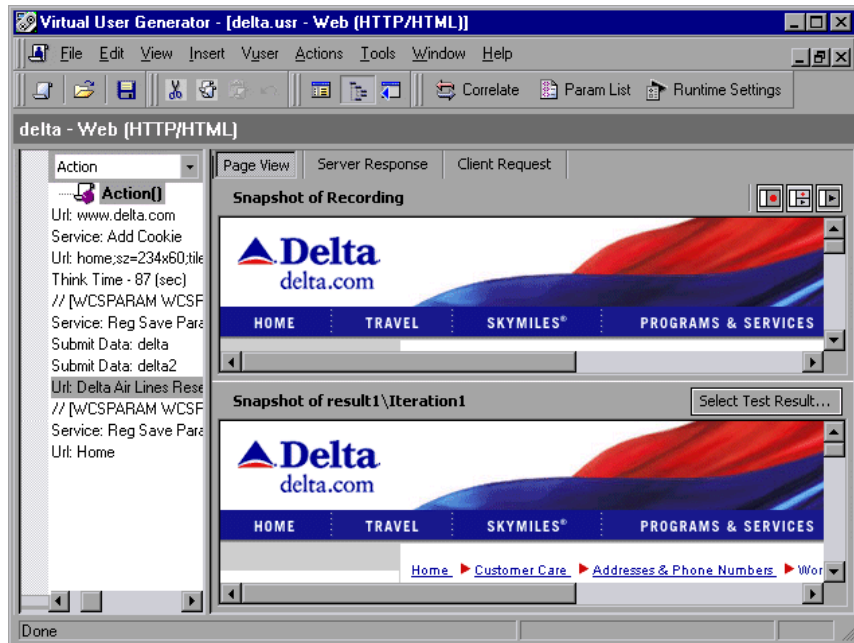 Virtual User Generator - [delta.usr - Web (HTTP/HTML)]
File Edit View Insert Vyser Actions Tools Window Help
Correlate Param List Runtime Settings
delta - Web (HTTP/HTML)
Action
Page View Server Response Client Request
Action()
Snapshot of Recording
Url: www.delta.com
Service: Add Cookie
Url: home;sz=234x60;tile
Think Time - 87 (sec)
// [WCSPARAM WCSF
Service: Reg Save Para
Submit Data: delta
Submit Data: delta2
Url: Delta Air Lines Rese
// [WCSPARAM WCSF
Service: Reg Save Para
Url: Home
Delta
delta.com
HOME TRAVEL SKYMILES® PROGRAMS & SERVICES
Snapshot of result1\Iteration1
Select Test Result...
Delta
delta.com
HOME TRAVEL SKYMILES® PROGRAMS & SERVICES
Home Customer Care Addresses & Phone Numbers Wor
Done